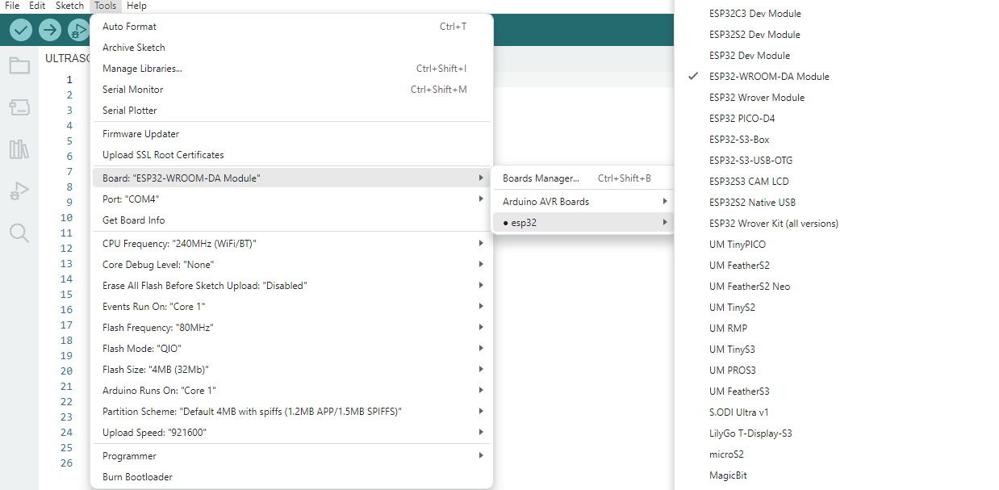 File Edit Sketch Tools Help
ULTRASO
1
2
3
4
5
6
7
8
9
10
11
12
13
14
15
16
17
18
19
20
21
22
23
24
25
26
Auto Format Ctrl+T
Archive Sketch
Manage Libraries... Ctrl+Shift+I
Serial Monitor Ctrl+Shift+M
Serial Plotter
Firmware Updater
Upload SSL Root Certificates
Board: "ESP32-WROOM-DA Module"
Port: "COM4"
Get Board Info
CPU Frequency: "240MHz (WiFi/BT)"
Core Debug Level: "None"
Erase All Flash Before Sketch Upload: "Disabled"
Events Run On: "Core 1"
Flash Frequency: "80MHz"
Flash Mode: "QIO"
Flash Size: "4MB (32Mb)"
Arduino Runs On: "Core 1"
Partition Scheme: "Default 4MB with spiffs (1.2MB APP/1.5MB SPIFFS)"
Upload Speed: "921600"
Programmer
Burn Bootloader
Boards Manager... Ctrl+Shift+B
Arduino AVR Boards
● esp32
ESP32C3 Dev Module
ESP32S2 Dev Module
ESP32 Dev Module
ESP32-WROOM-DA Module
ESP32 Wrover Module
ESP32 PICO-D4
ESP32-S3-Box
ESP32-S3-USB-OTG
ESP32S3 CAM LCD
ESP32S2 Native USB
ESP32 Wrover Kit (all versions)
UM TinyPICO
UM FeatherS2
UM FeatherS2 Neo
UM TinyS2
UM RMP
UM TinyS3
UM PROS3
UM FeatherS3
S.ODI Ultra v1
LilyGo T-Display-S3
microS2
MagicBit